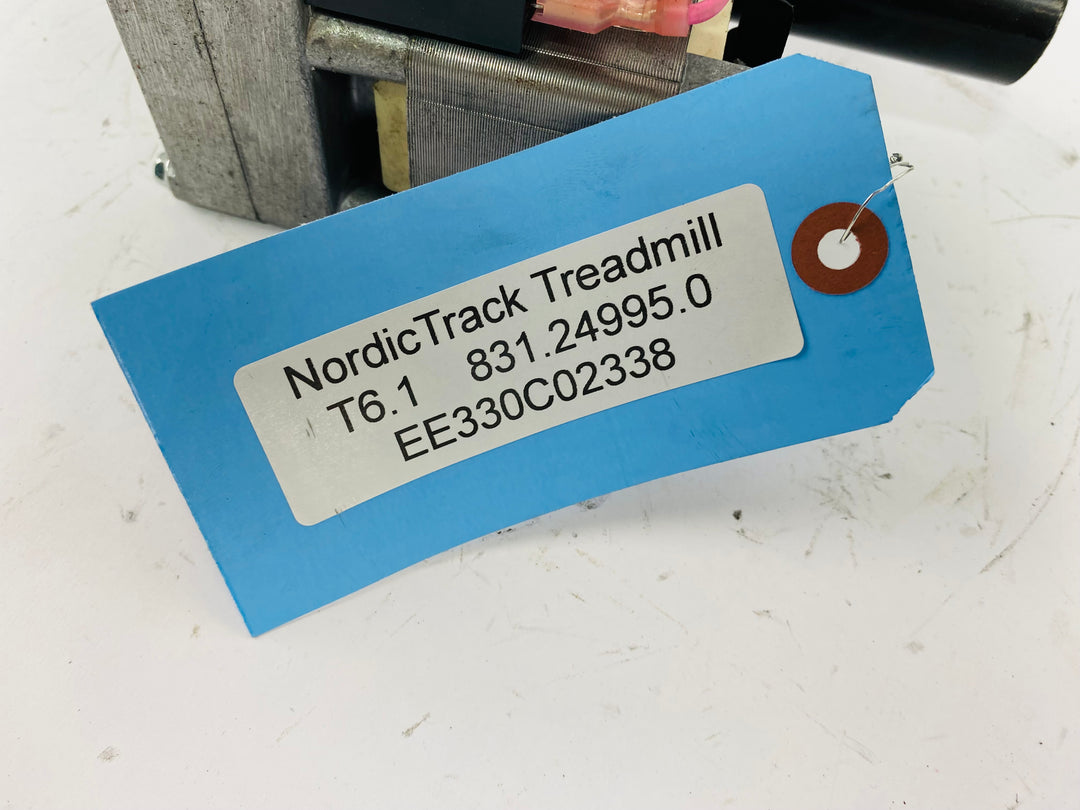 NordicTrack Treadmill
T6.1 831.24995.0
EE330C02338